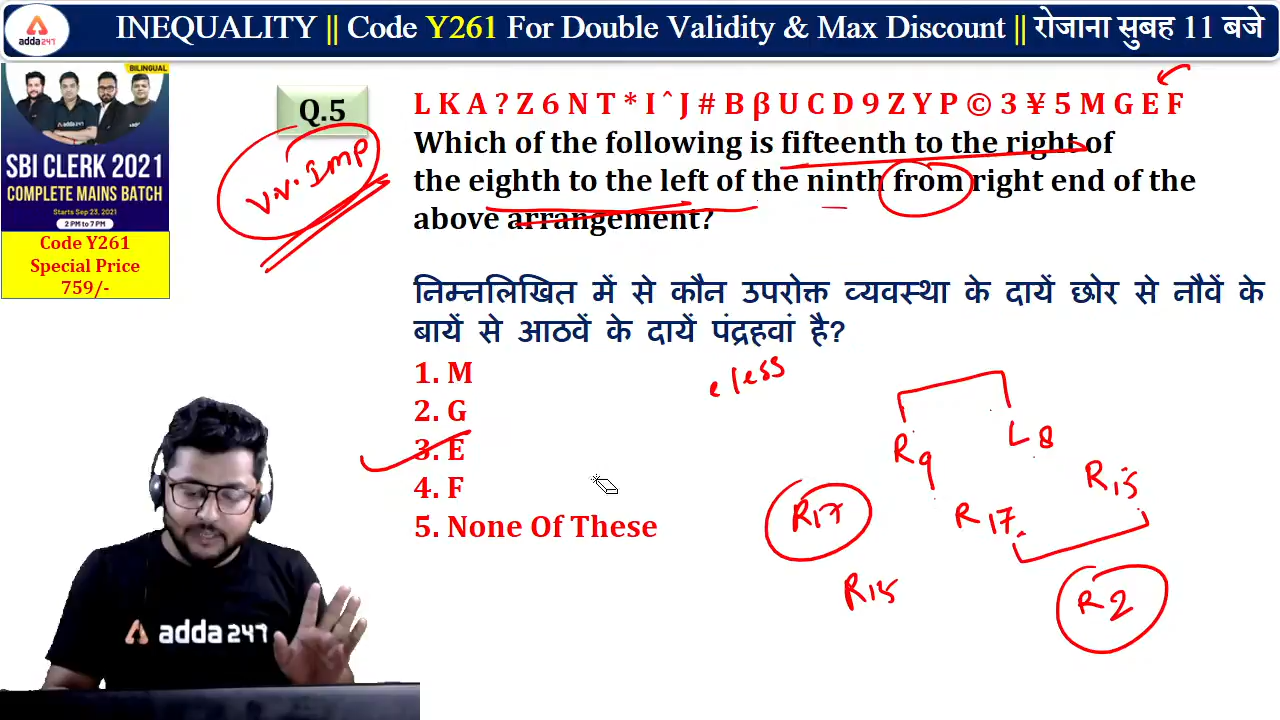 INEQUALITY || Code Y261 For Double Validity & Max Discount || रोजाना सुबह 11 बजे
adda247
BILINGUAL
SBI CLERK 2021
COMPLETE MAINS BATCH
Starts Sep 23, 2021
2 PM to 7 PM
Code Y261
Special Price
759/-
Q.5
V.V. IMP
L K A ? Z 6 N T * I ˆ J # B β U C D 9 Z Y P © 3 ¥ 5 M G E F
Which of the following is fifteenth to the right of
the eighth to the left of the ninth from right end of the
above arrangement?
निम्नलिखित में से कौन उपरोक्त व्यवस्था के दायें छोर से नौवें के
बायें से आठवें के दायें पंद्रहवां है?
1. M
2. G
3. E
4. F
5. None Of These
R9
L8
R17
R15
R17
R15
R2
adda247